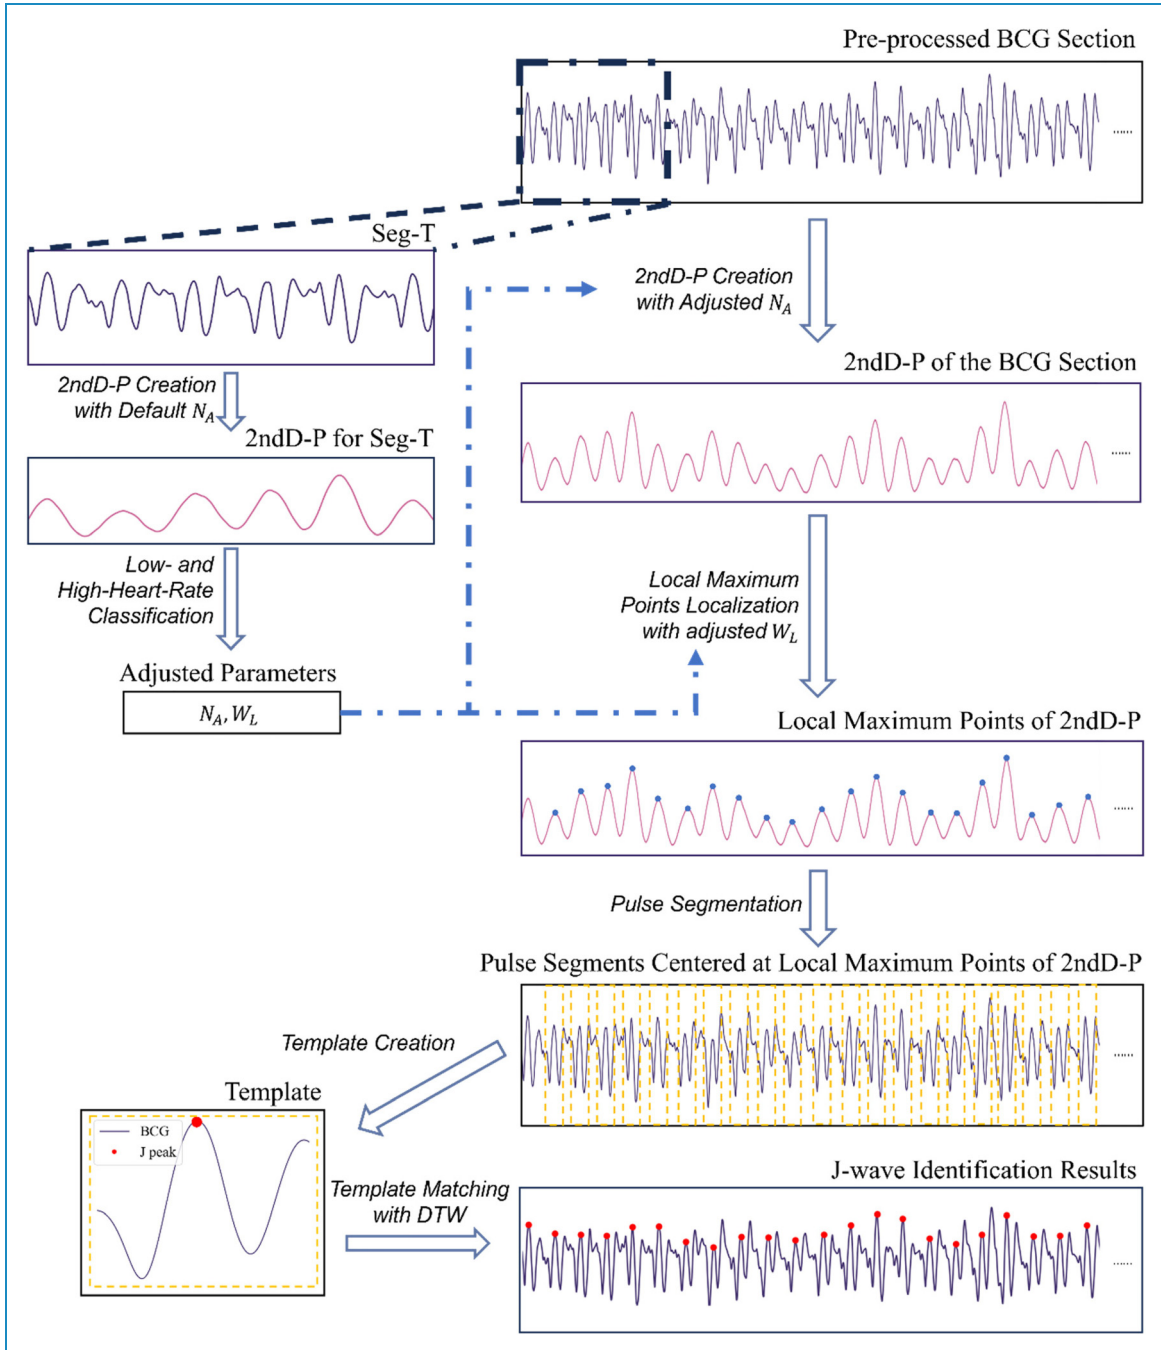 Pre-processed BCG Section
......
Seg-T
2ndD-P Creation
with Adjusted N_A
2ndD-P Creation
with Default N_A
2ndD-P of the BCG Section
......
2ndD-P for Seg-T
Low- and
High-Heart-Rate
Classification
Local Maximum
Points Localization
with adjusted W_L
Adjusted Parameters
N_A, W_L
Local Maximum Points of 2ndD-P
......
Pulse Segmentation
Pulse Segments Centered at Local Maximum Points of 2ndD-P
......
Template Creation
Template
BCG
J peak
Template Matching
with DTW
J-wave Identification Results
......